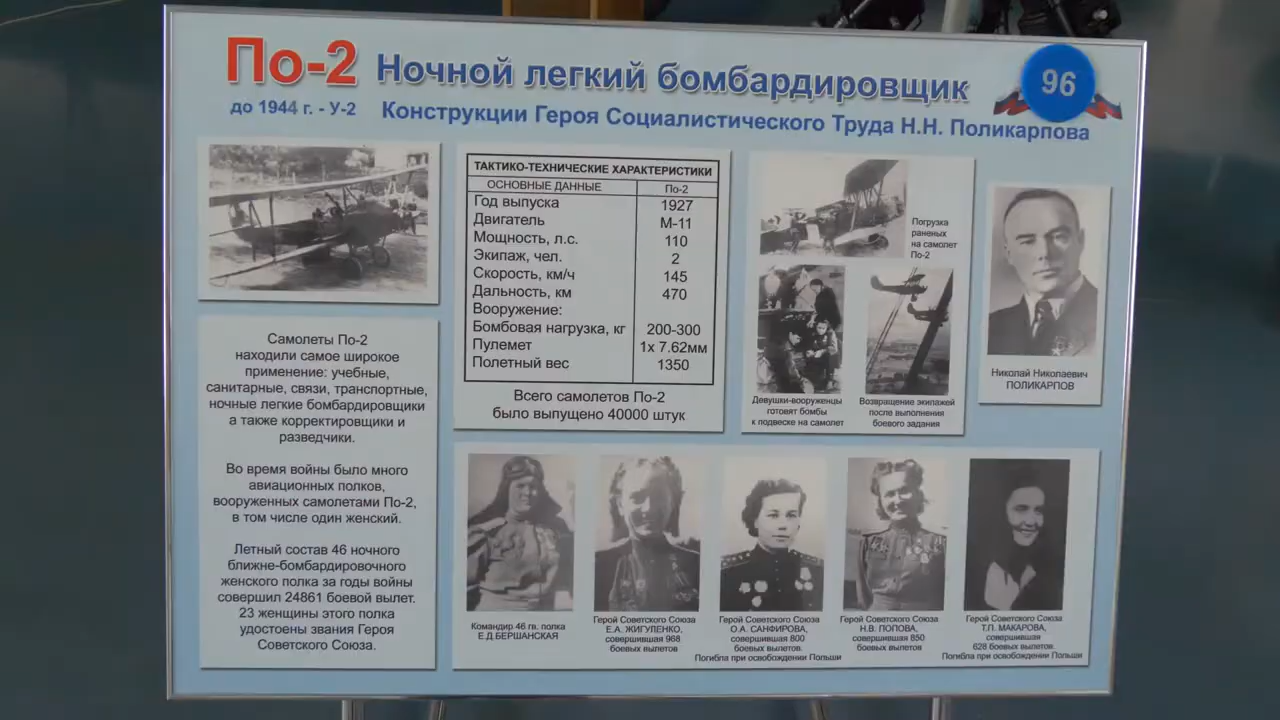 По-2 Ночной легкий бомбардировщик
96
до 1944 г. - У-2 Конструкции Героя Социалистического Труда Н.Н. Поликарпова
Самолеты По-2
находили самое широкое
применение: учебные,
санитарные, связи, транспортные,
ночные легкие бомбардировщики
а также корректировщики и
разведчики.
Во время войны было много
авиационных полков,
вооруженных самолетами По-2,
в том числе один женский.
Летный состав 46 ночного
ближне-бомбардировочного
женского полка за годы войны
совершил 24861 боевой вылет.
23 женщины этого полка
удостоены звания Героя
Советского Союза.
ТАКТИКО-ТЕХНИЧЕСКИЕ ХАРАКТЕРИСТИКИ
ОСНОВНЫЕ ДАННЫЕ По-2
Год выпуска 1927
Двигатель М-11
Мощность, л.с. 110
Экипаж, чел. 2
Скорость, км/ч 145
Дальность, км 470
Вооружение:
Бомбовая нагрузка, кг 200-300
Пулемет 1х 7.62мм
Полетный вес 1350
Всего самолетов По-2
было выпущено 40000 штук
Погрузка
раненых
на самолет
По-2
Девушки-вооруженцы
готовят бомбы
к подвеске на самолет
Возвращение экипажей
после выполнения
боевого задания
Николай Николаевич
ПОЛИКАРПОВ
Командир 46 гв. полка
Е.Д.БЕРШАНСКАЯ
Герой Советского Союза
Е.А. ЖИГУЛЕНКО,
совершившая 968
боевых вылетов
Герой Советского Союза
О.А. САНФИРОВА,
совершившая 800
боевых вылетов.
Погибла при освобождении Польши
Герой Советского Союза
Н.В. ПОПОВА,
совершившая 850
боевых вылетов
Герой Советского Союза
Т.П. МАКАРОВА,
совершившая
628 боевых вылетов.
Погибла при освобождении Польши